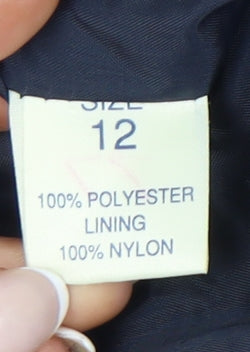 SIZE
12
100% POLYESTER
LINING
100% NYLON